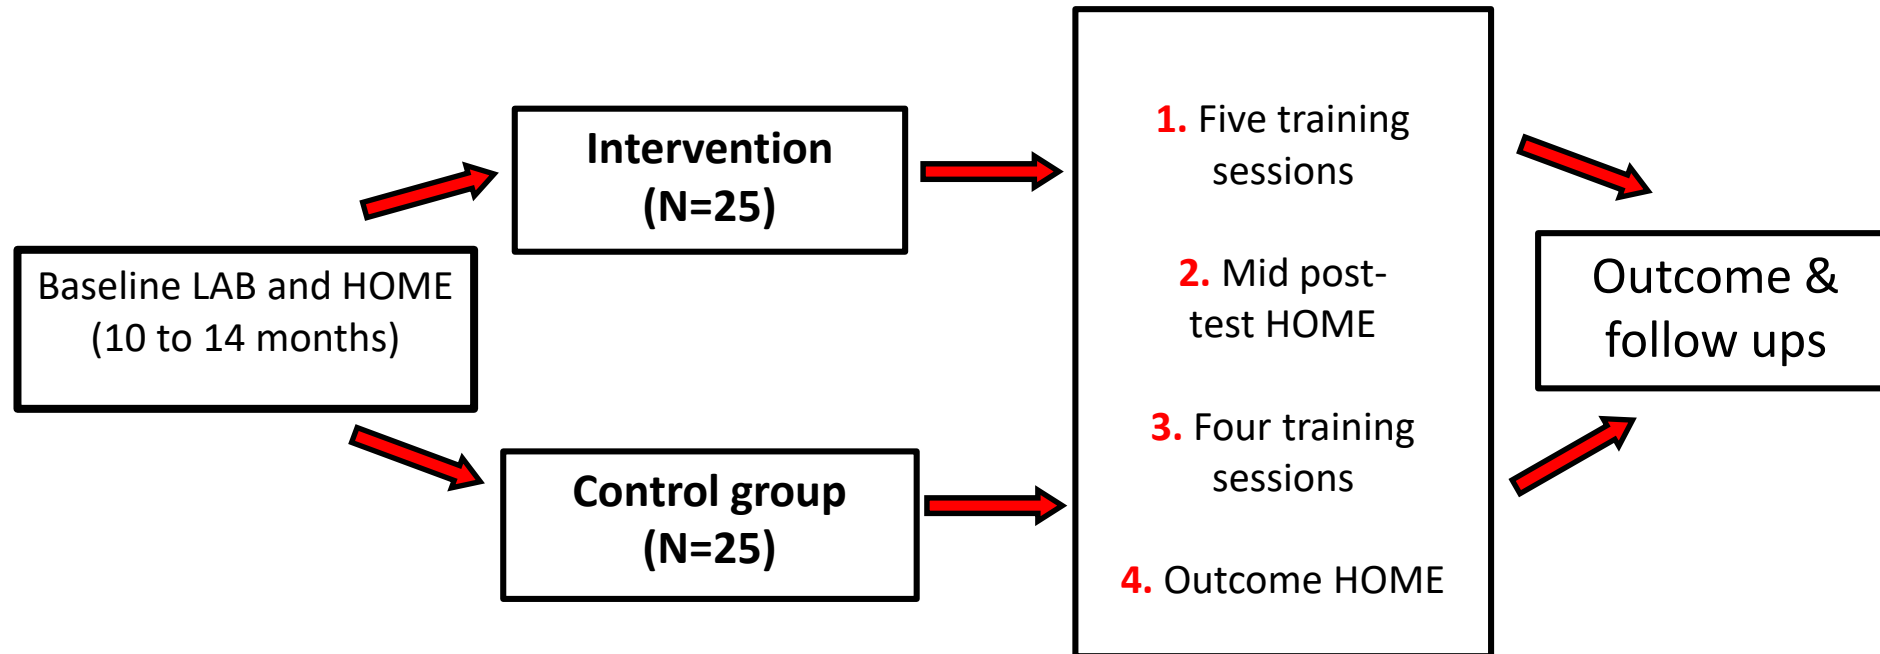 Baseline LAB and HOME
(10 to 14 months)
Intervention
(N=25)
Control group
(N=25)
1. Five training
sessions
2. Mid post-
test HOME
3. Four training
sessions
4. Outcome HOME
Outcome &
follow ups